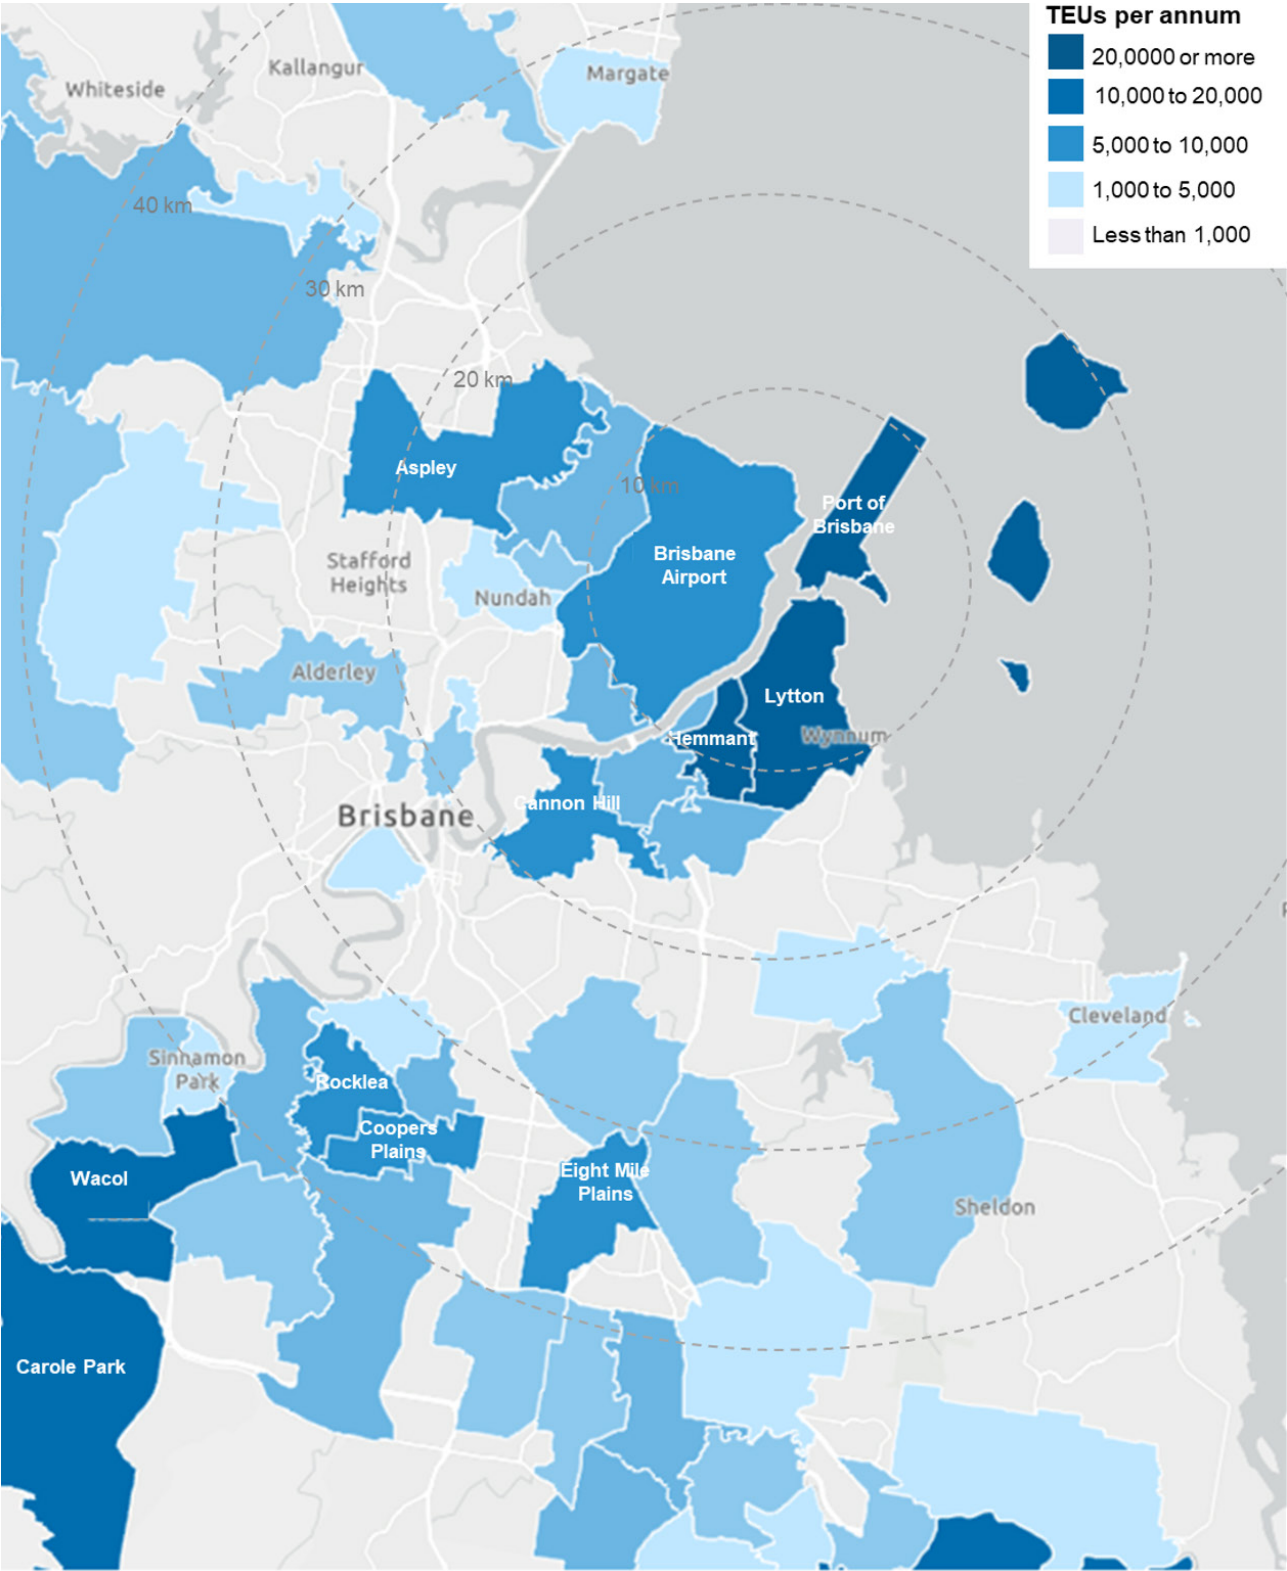 TEUs per annum
20,0000 or more
10,000 to 20,000
5,000 to 10,000
1,000 to 5,000
Less than 1,000
Kallangur
Margate
Whiteside
40 km
30 km
20 km
Aspley
10 km
Port of
Brisbane
Brisbane
Airport
Stafford
Heights
Nundah
Alderley
Lytton
Hemmant
Wynnum
Cannon Hill
Brisbane
Cleveland
Sinnamon
Park
Rocklea
Coopers
Plains
Eight Mile
Plains
Wacol
Sheldon
Carole Park